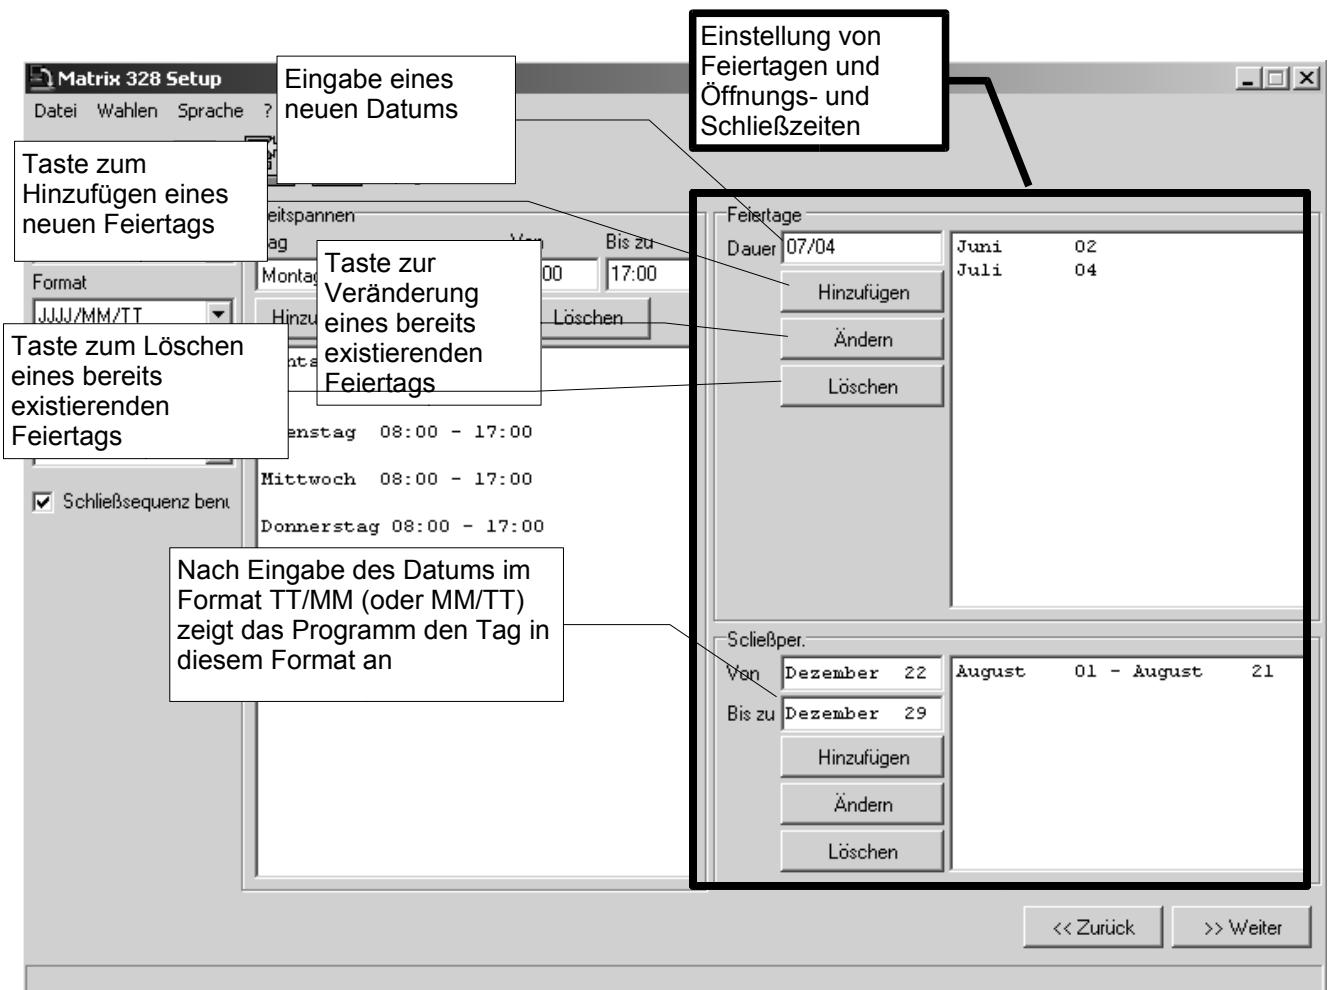 Einstellung von
Feiertagen und
Öffnungs- und
Schließzeiten
Matrix 328 Setup
Eingabe eines
neuen Datums
Datei Wahlen Sprache ?
Taste zum
Hinzufügen eines
neuen Feiertags
Format
JJJJ/MM/TT
Taste zum Löschen
eines bereits
existierenden
Feiertags
Schließsequenz
eitspannen
ag
Bis zu
Montag
00
17:00
Löschen
Taste zur
Veränderung
eines bereits
existierenden
Feiertags
enstag 08:00 - 17:00
Mittwoch 08:00 - 17:00
Donnerstag 08:00 - 17:00
Nach Eingabe des Datums im
Format TT/MM (oder MM/TT)
zeigt das Programm den Tag in
diesem Format an
Feiertage
Dauer 07/04
Hinzufügen
Ändern
Löschen
Juni 02
Juli 04
Scließper.
Von Dezember 22
Bis zu Dezember 29
Hinzufügen
Ändern
Löschen
August 01 - August 21
<< Zurück
>> Weiter